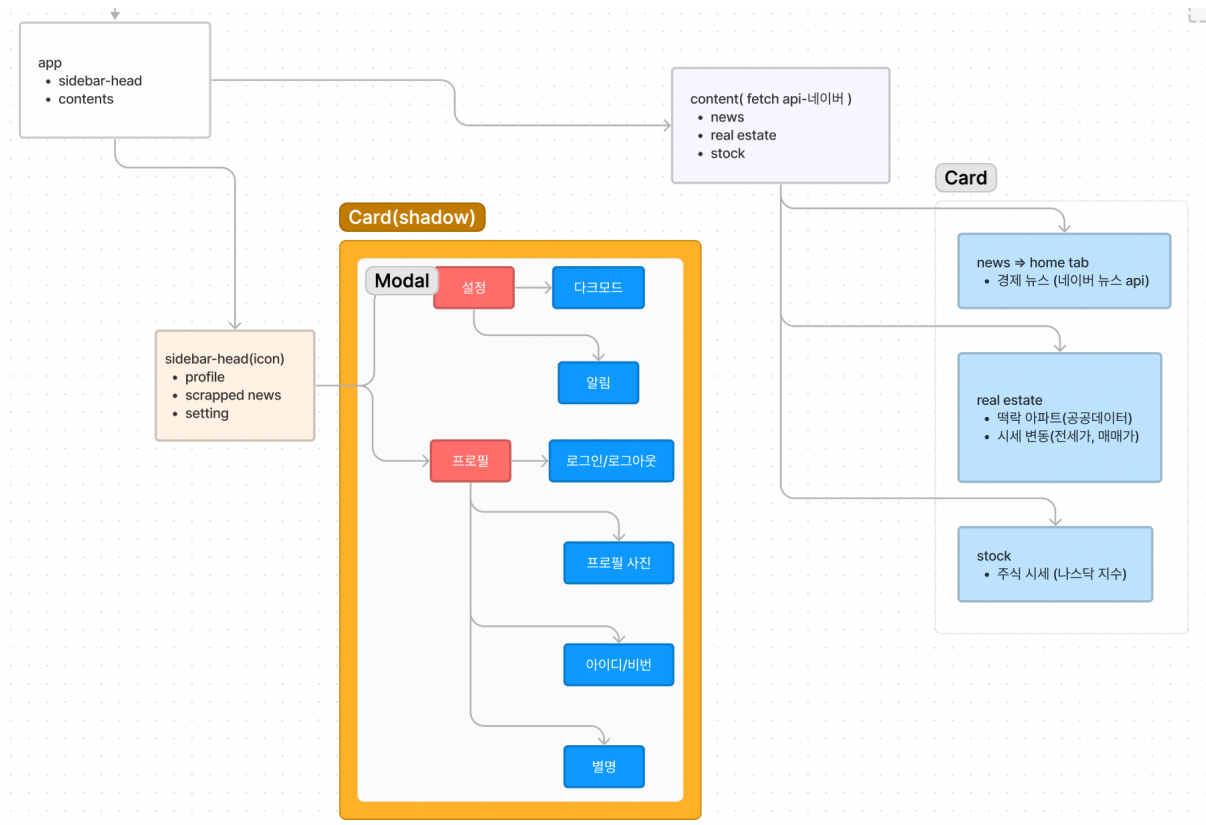 app
• sidebar-head
• contents
content( fetch api-네이버 )
• news
• real estate
• stock
Card
news => home tab
• 경제 뉴스 (네이버 뉴스 api)
real estate
• 떡락 아파트(공공데이터)
• 시세 변동(전세가, 매매가)
stock
• 주식 시세 (나스닥 지수)
sidebar-head(icon)
• profile
• scrapped news
• setting
Card(shadow)
Modal
설정
다크모드
알림
프로필
로그인/로그아웃
프로필 사진
아이디/비번
별명